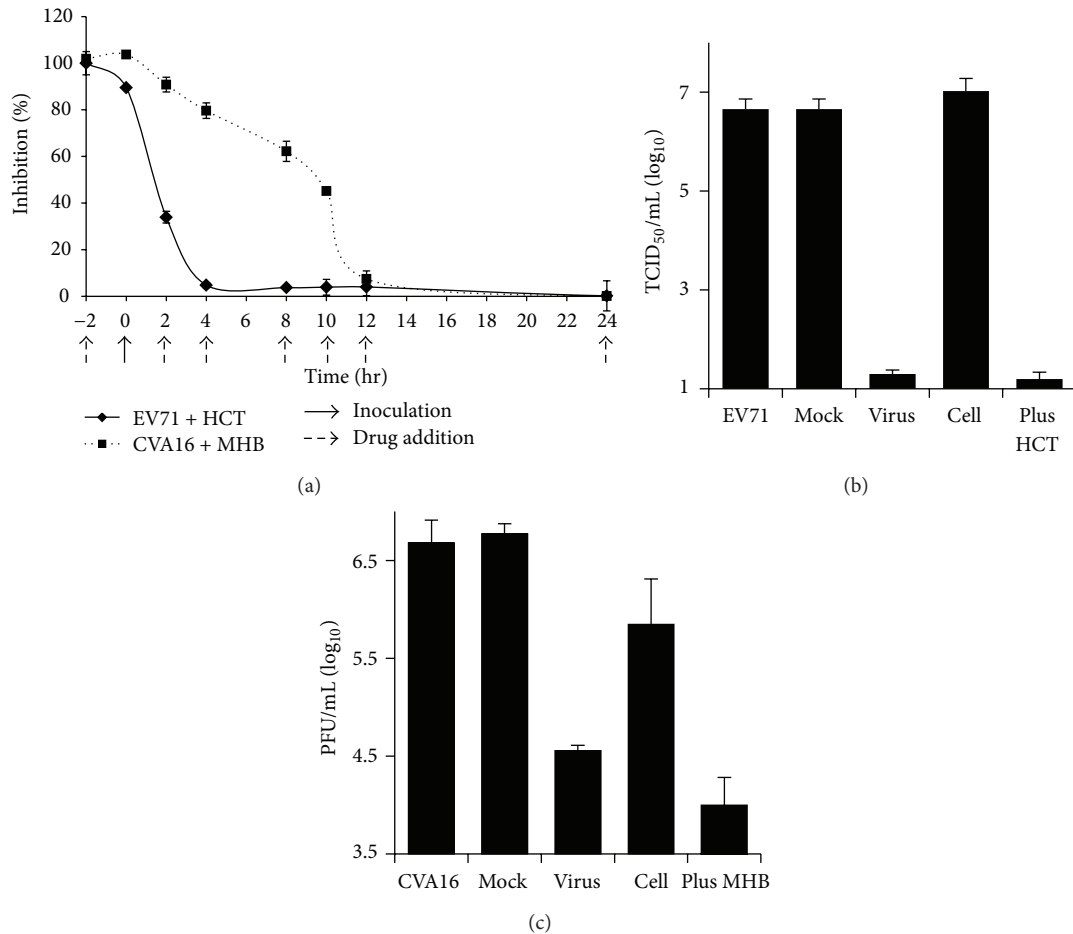 120
100
80
60
40
20
0
Inhibition (%)
−2 0 2 4 6 8 10 12 14 16 18 20 22 24
Time (hr)
EV71 + HCT
CVA16 + MHB
Inoculation
Drug addition
(a)
7
5
3
1
TCID50/mL (log10)
EV71 Mock Virus Cell Plus HCT
(b)
6.5
5.5
4.5
3.5
PFU/mL (log10)
CVA16 Mock Virus Cell Plus MHB
(c)